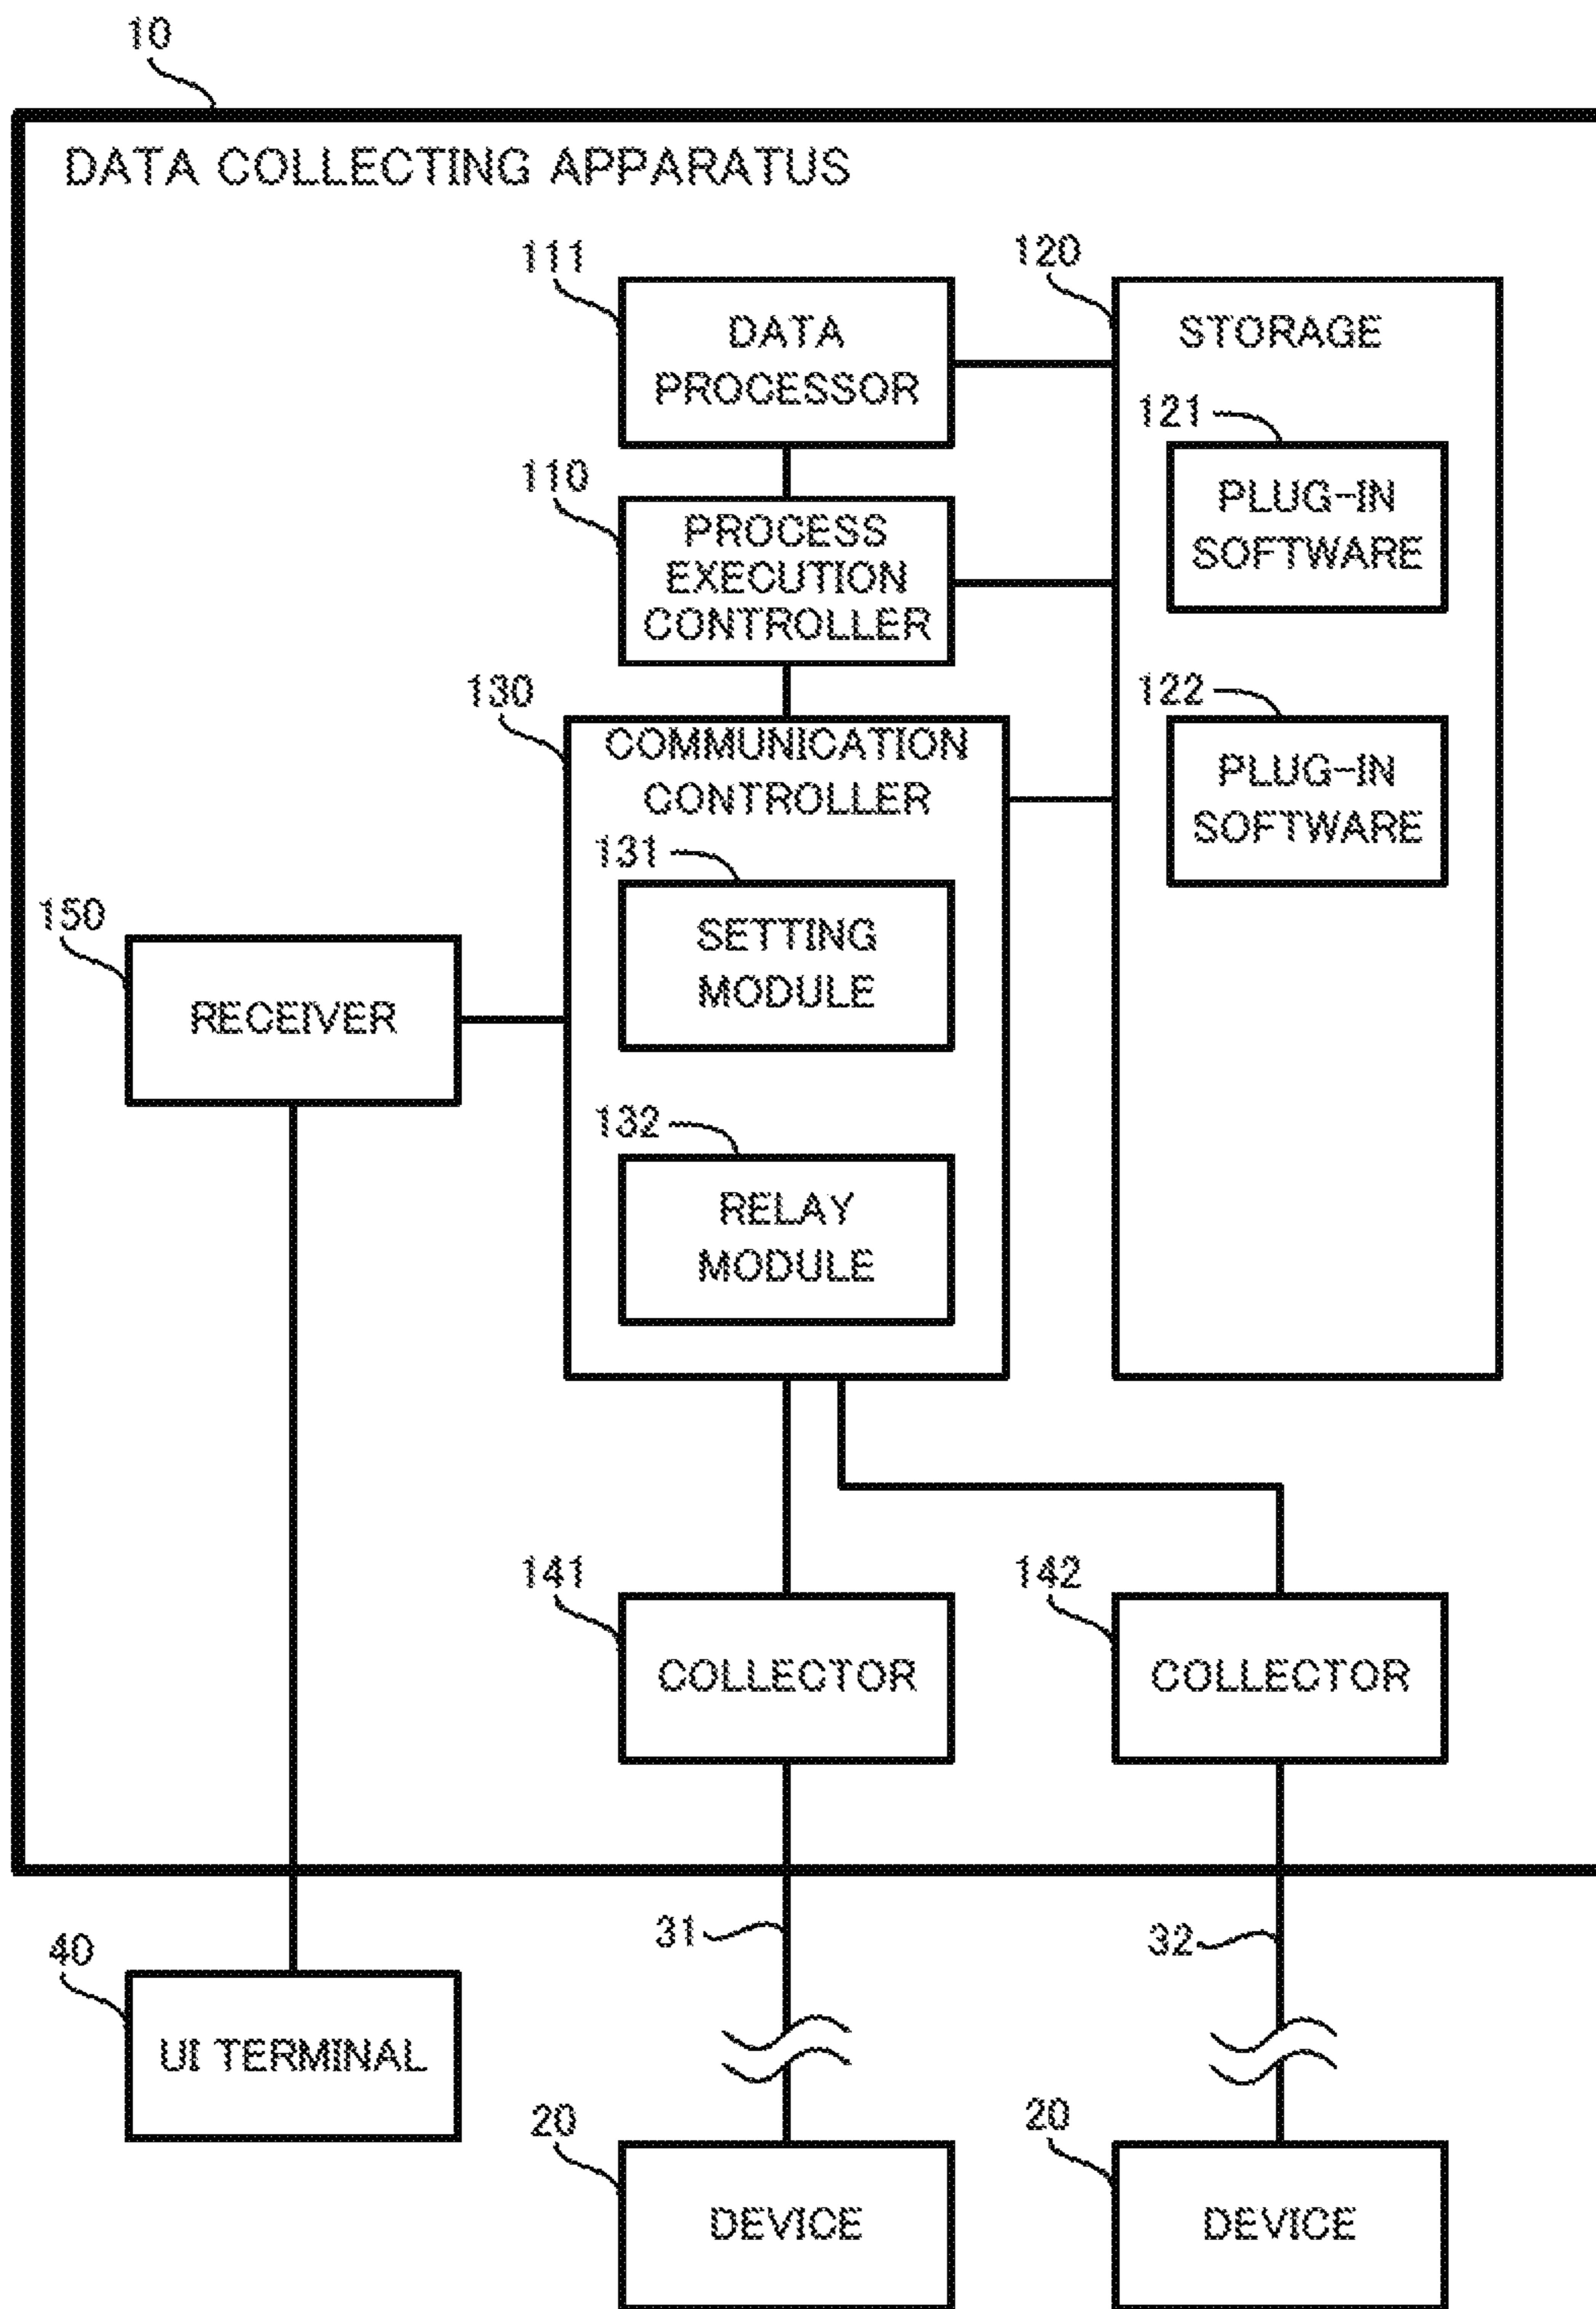 10
DATA COLLECTING APPARATUS
111
DATA
PROCESSOR
120
STORAGE
121
PLUG-IN
SOFTWARE
110
PROCESS
EXECUTION
CONTROLLER
122
PLUG-IN
SOFTWARE
130
COMMUNICATION
CONTROLLER
131
SETTING
MODULE
150
RECEIVER
132
RELAY
MODULE
141
COLLECTOR
142
COLLECTOR
31
32
40
UI TERMINAL
20
DEVICE
20
DEVICE